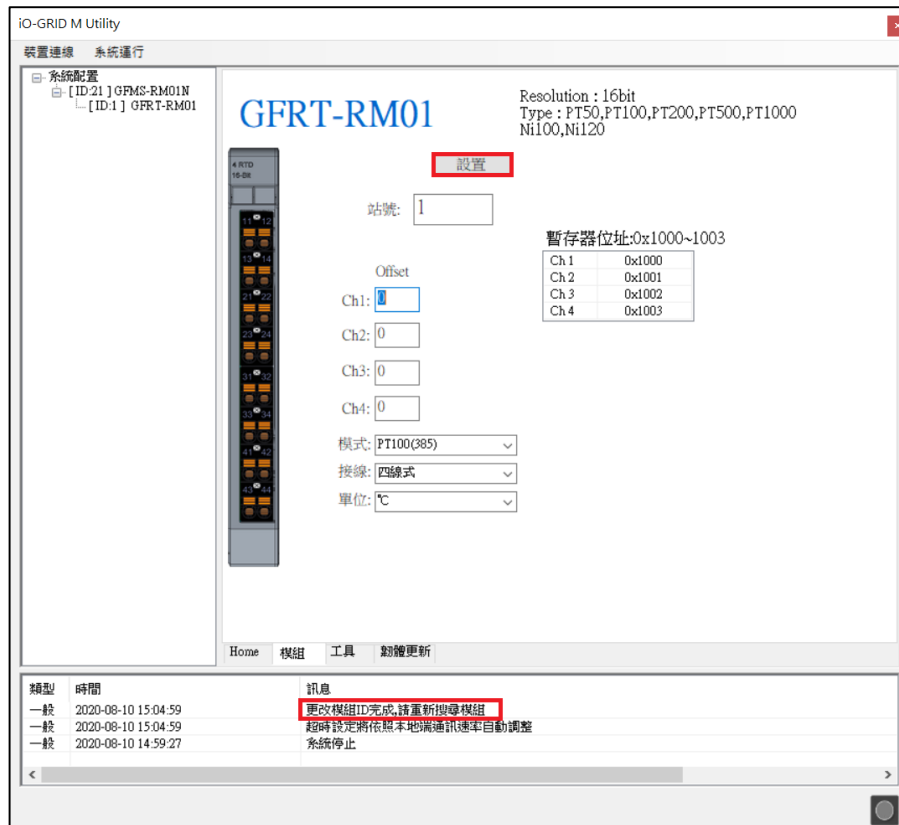 iO-GRID M Utility
裝置連線 系統運行
系統配置
[ID:21 ] GFMS-RM01N
[ID:1 ] GFRT-RM01
GFRT-RM01
Resolution : 16bit
Type : PT50,PT100,PT200,PT500,PT1000
Ni100,Ni120
4 RTD
16-Bit
11 12
13 14
21 22
23 24
31 32
33 34
41 42
43 44
設置
站號: 1
Offset
Ch1: 0
Ch2: 0
Ch3: 0
Ch4: 0
模式: PT100(385)
接線: 四線式
單位: ℃
暫存器位址:0x1000~1003
Ch 1 0x1000
Ch 2 0x1001
Ch 3 0x1002
Ch 4 0x1003
Home 模組 工具 韌體更新
類型 時間 訊息
一般 2020-08-10 15:04:59 更改模組ID完成,請重新搜尋模組
一般 2020-08-10 15:04:59 超時設定將依照本地端通訊速率自動調整
一般 2020-08-10 14:59:27 系統停止